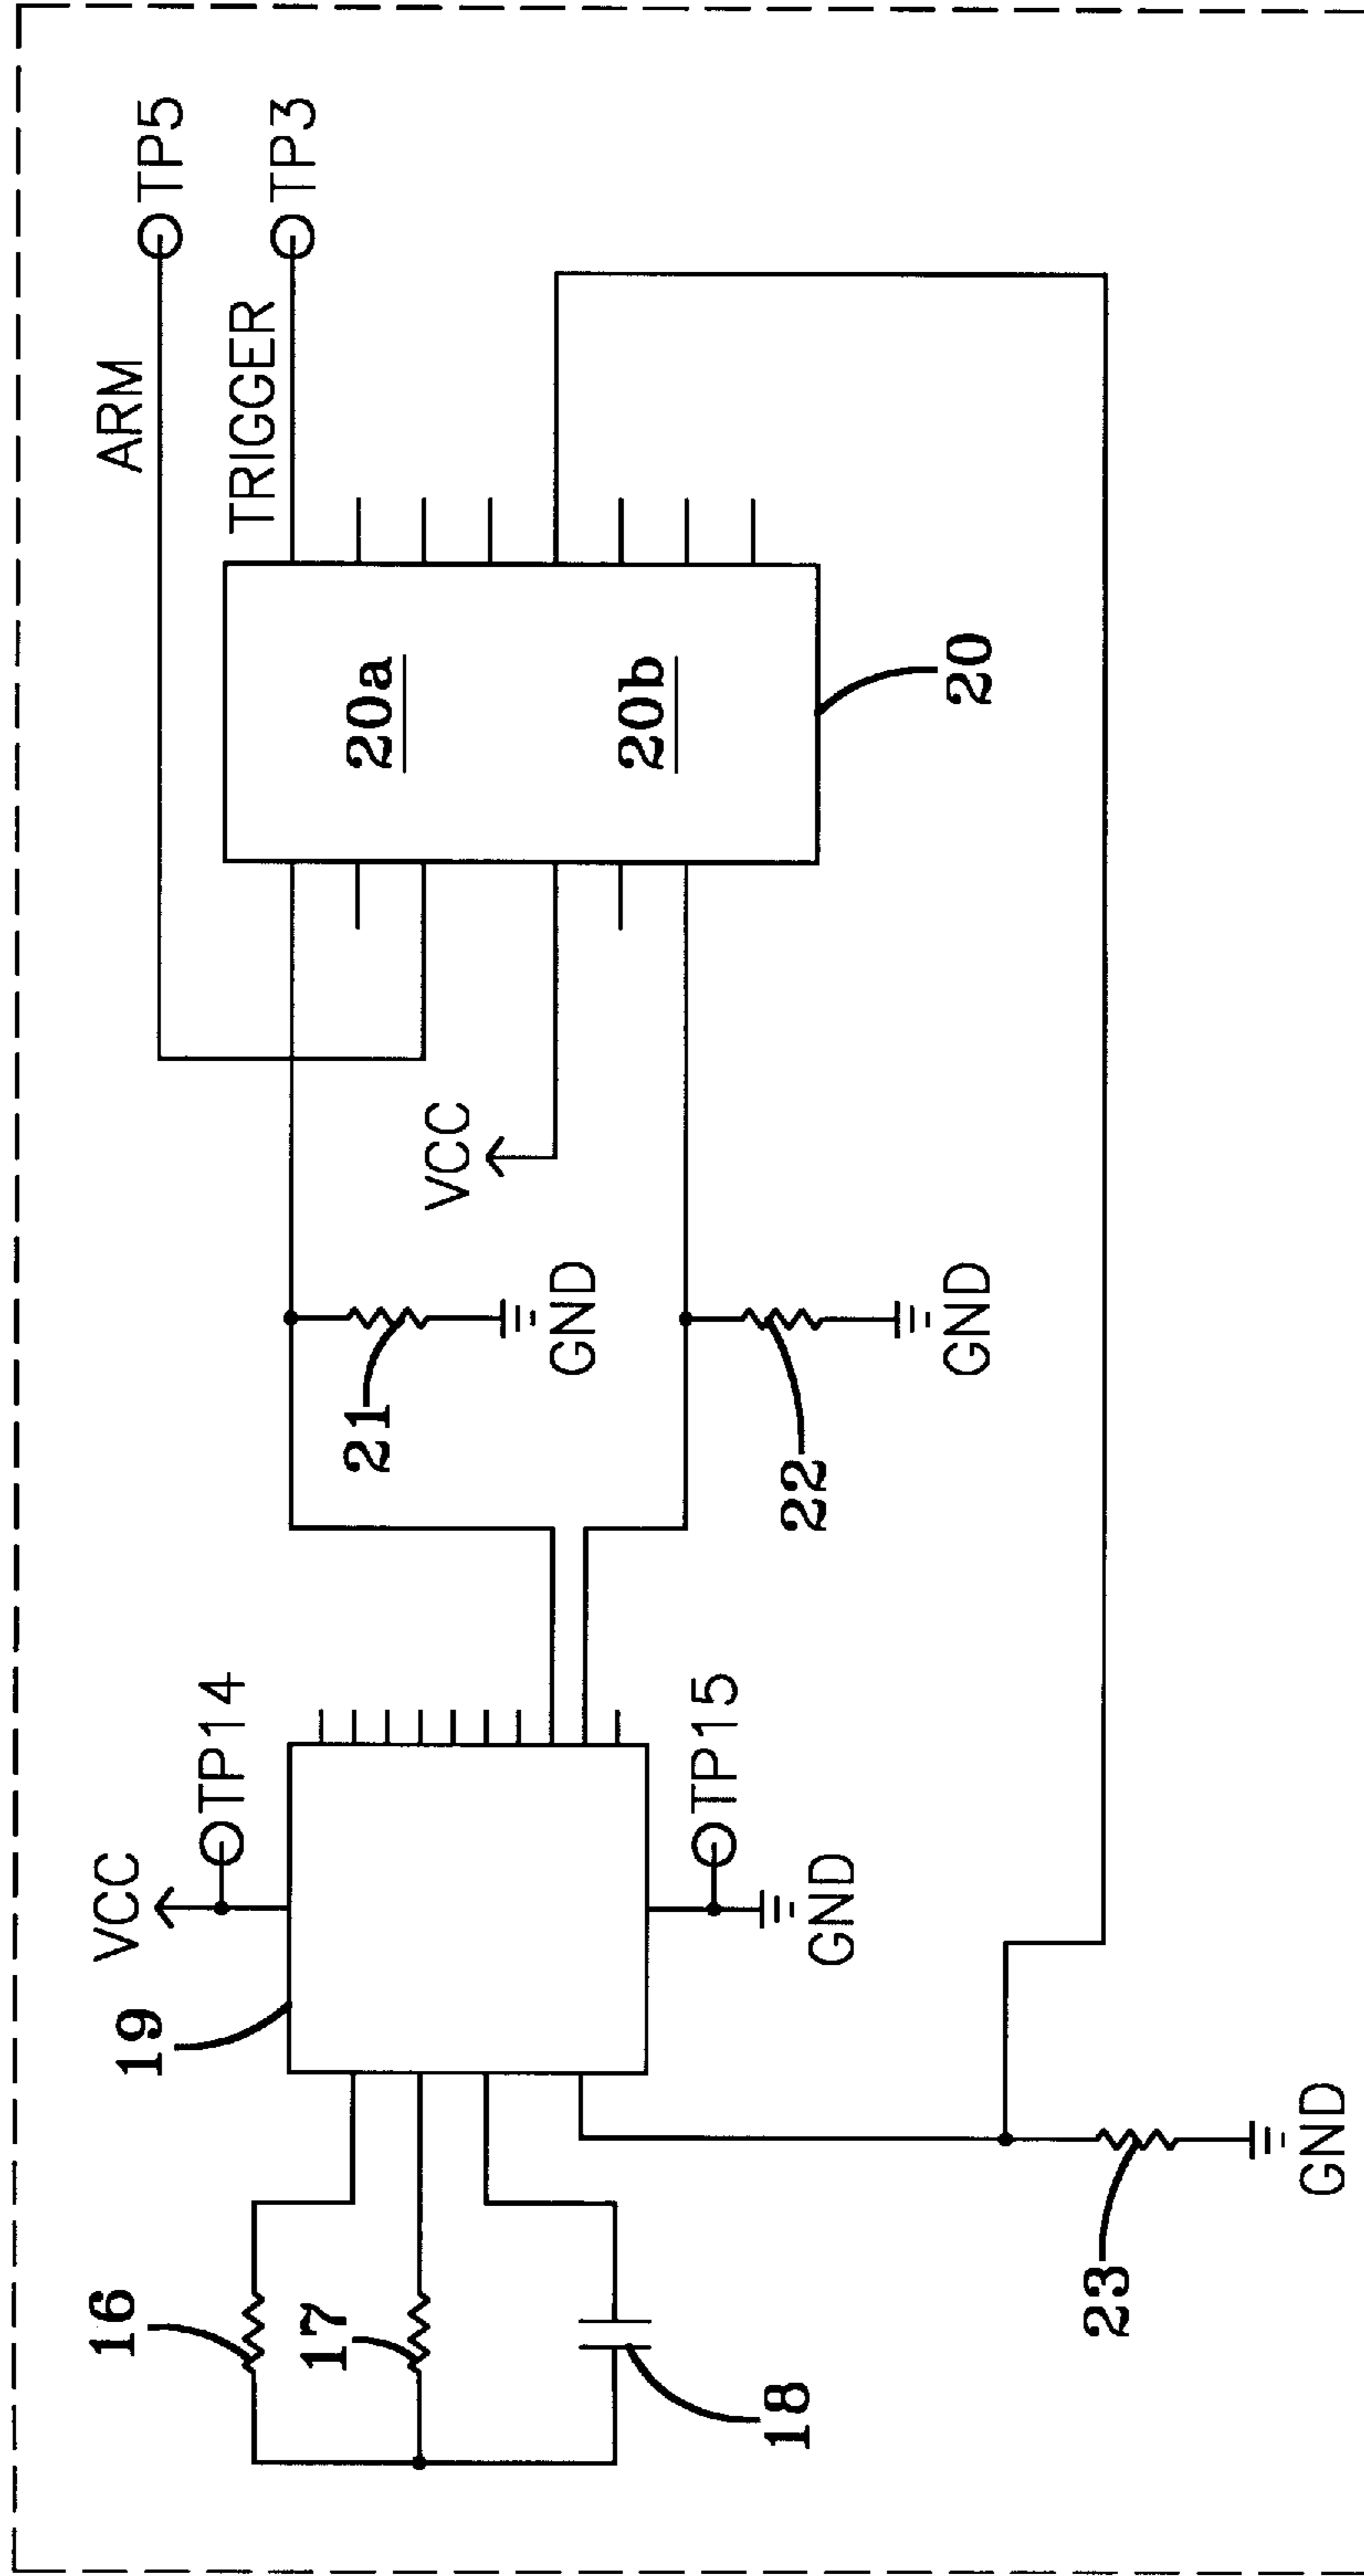 ARM
TP5
TRIGGER
TP3
20a
20b
20
VCC
21
GND
22
GND
VCC
TP14
19
TP15
GND
16
17
18
23
GND